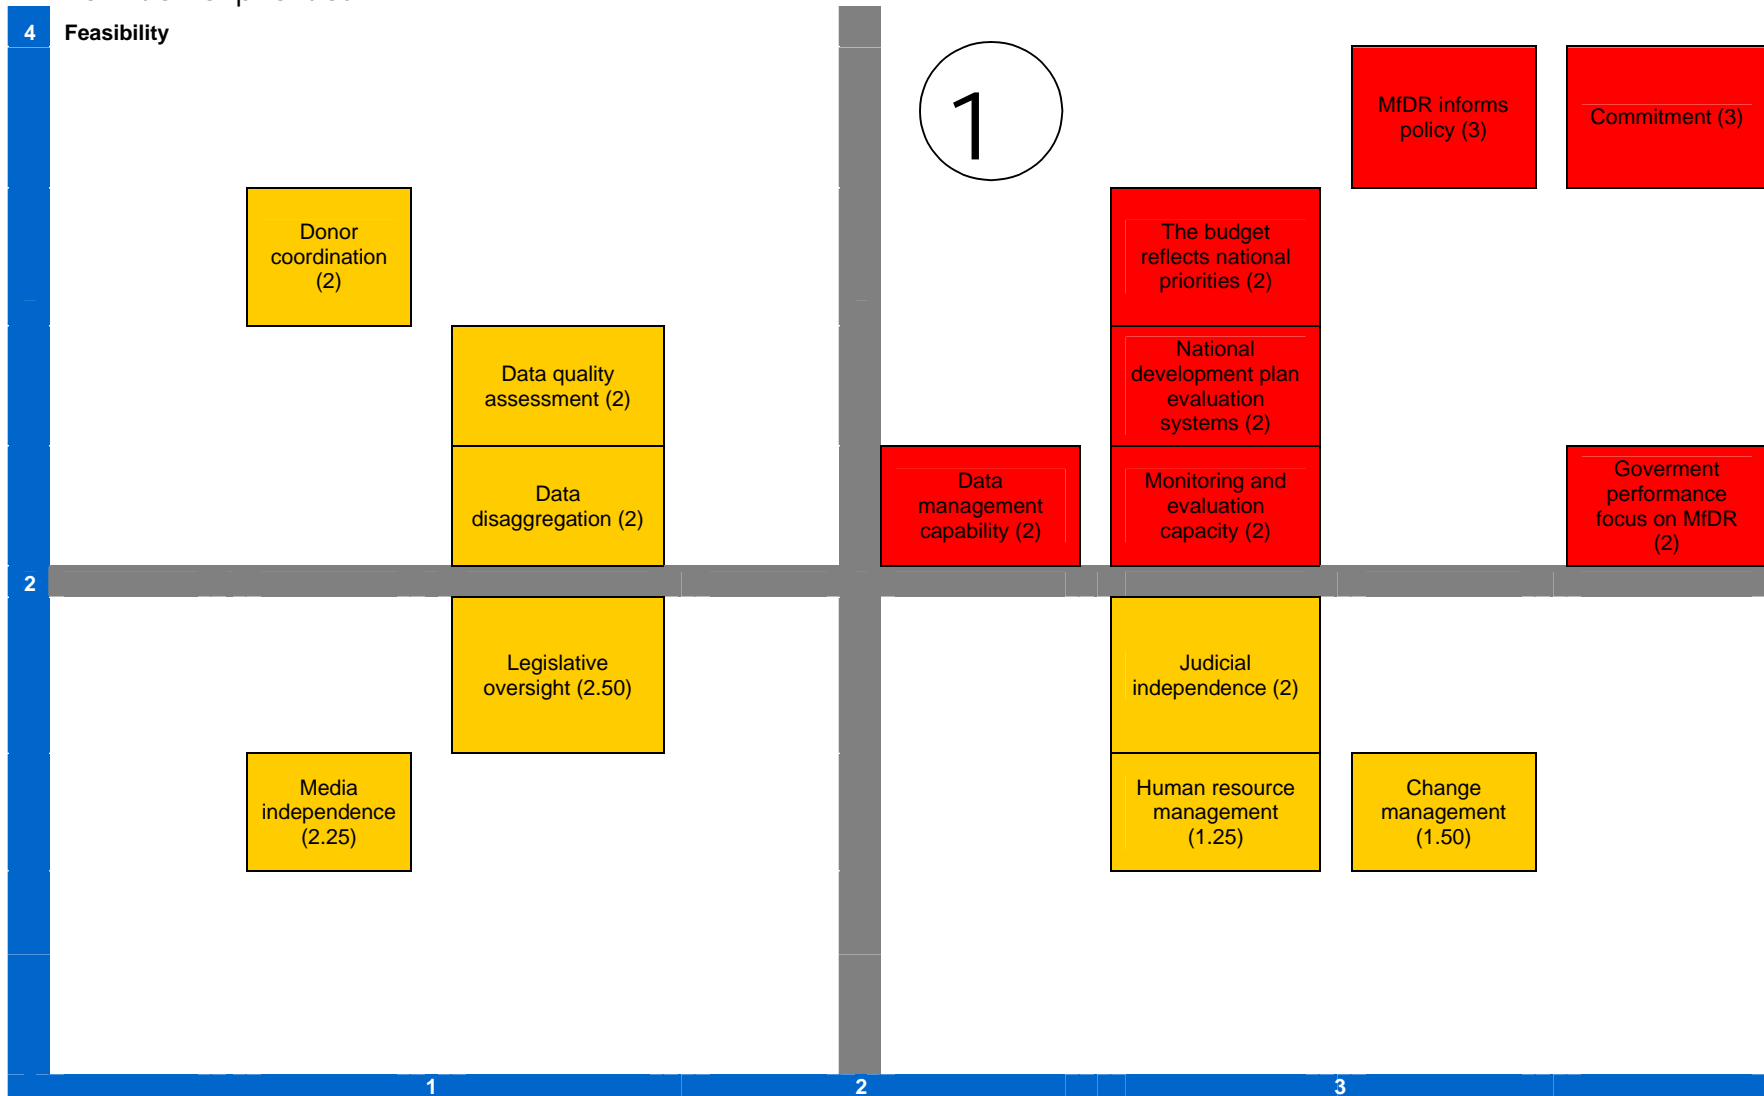 4
Feasibility
1
MfDR informs
policy (3)
Commitment (3)
Donor
coordination
(2)
The budget
reflects national
priorities (2)
Data quality
assessment (2)
National
development plan
evaluation
systems (2)
Data
disaggregation (2)
Data
management
capability (2)
Monitoring and
evaluation
capacity (2)
Goverment
performance
focus on MfDR
(2)
2
Legislative
oversight (2.50)
Judicial
independence (2)
Media
independence
(2.25)
Human resource
management
(1.25)
Change
management
(1.50)
1
2
3